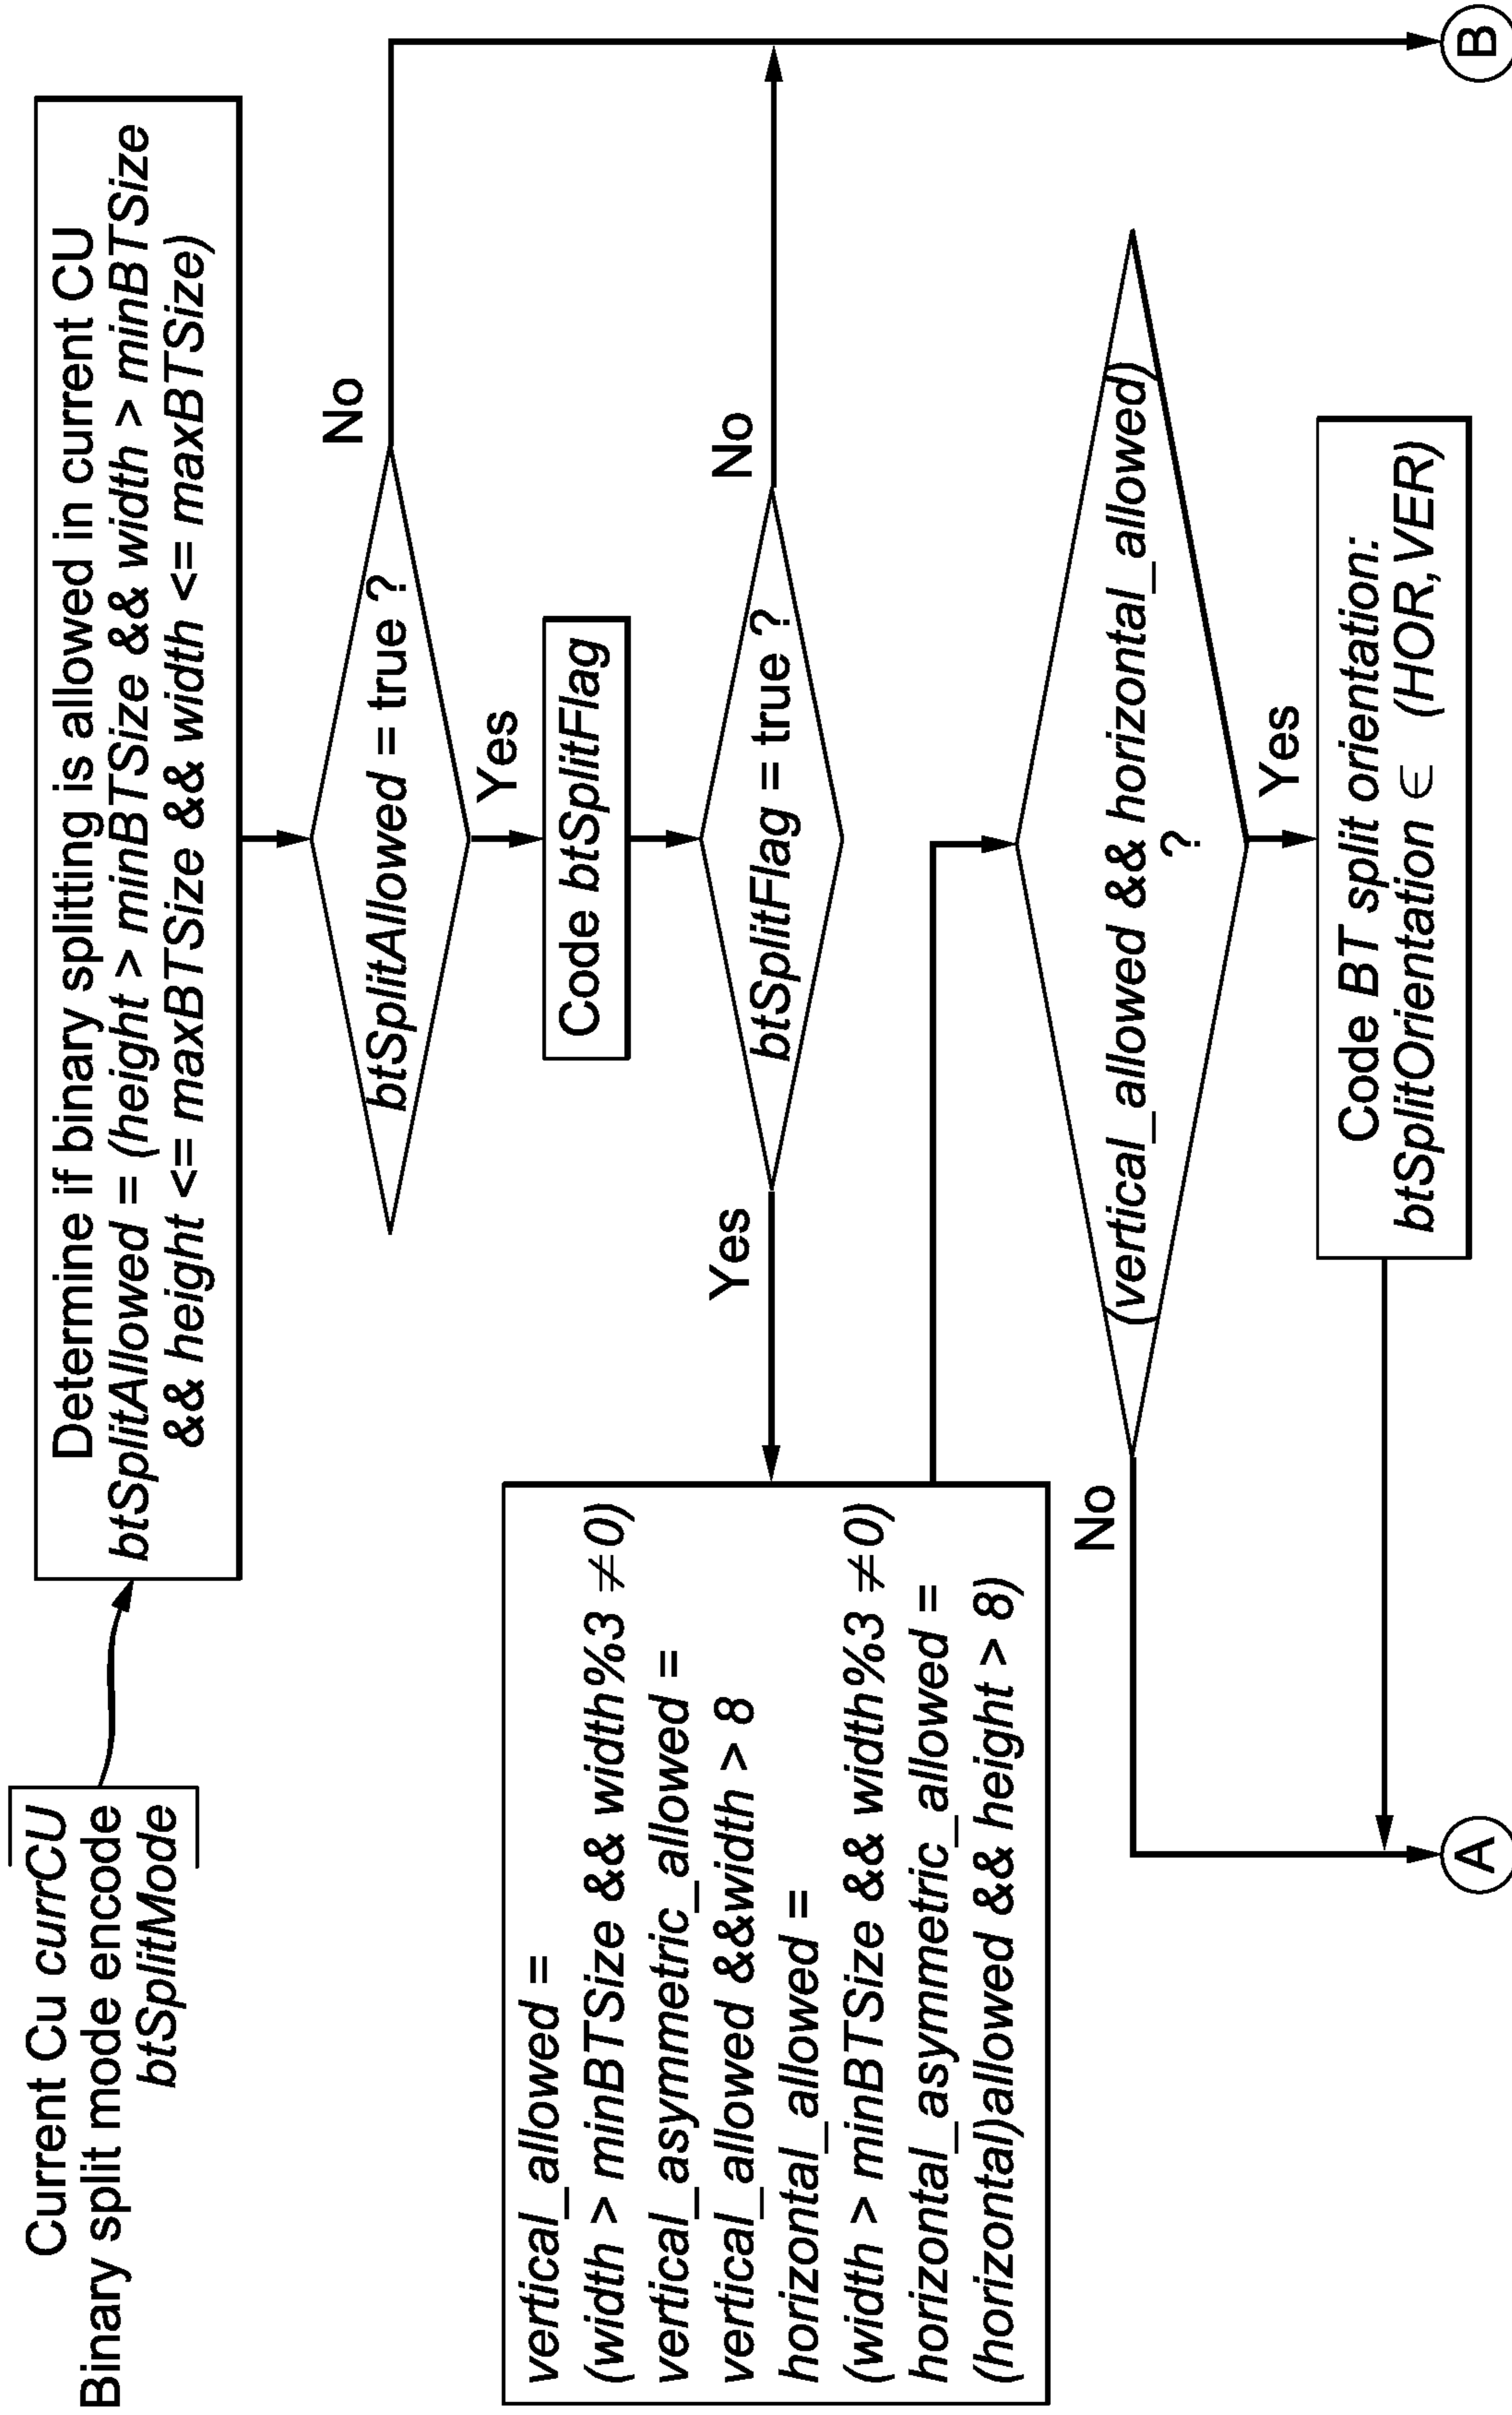 Current Cu currCU
Binary split mode encode
btSplitMode
Determine if binary splitting is allowed in current CU
btSplitAllowed = (height > minBTSize && width > minBTSize
&& height <= maxBTSize && width <= maxBTSize)
btSplitAllowed = true ?
No
Yes
Code btSplitFlag
btSplitFlag = true ?
No
Yes
vertical_allowed =
(width > minBTSize && width%3 ≠0)
vertical_asymmetric_allowed =
vertical_allowed &&width > 8
horizontal_allowed =
(width > minBTSize && width%3 ≠0)
horizontal_asymmetric_allowed =
(horizontal)allowed && height > 8)
(vertical_allowed && horizontal_allowed)
?
No
Yes
Code BT split orientation:
btSplitOrientation ∈ (HOR,VER)
A
B